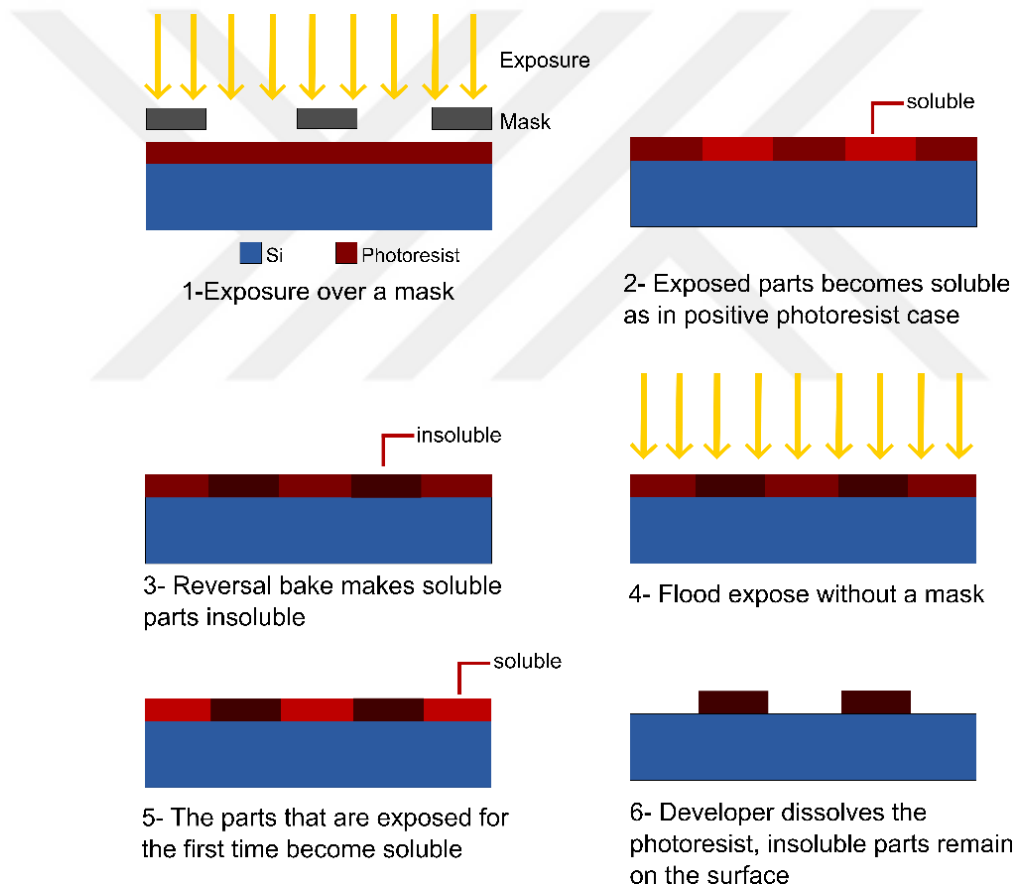 Exposure
Mask
Si
Photoresist
1-Exposure over a mask
soluble
2- Exposed parts becomes soluble
as in positive photoresist case
insoluble
3- Reversal bake makes soluble
parts insoluble
4- Flood expose without a mask
soluble
5- The parts that are exposed for
the first time become soluble
6- Developer dissolves the
photoresist, insoluble parts remain
on the surface